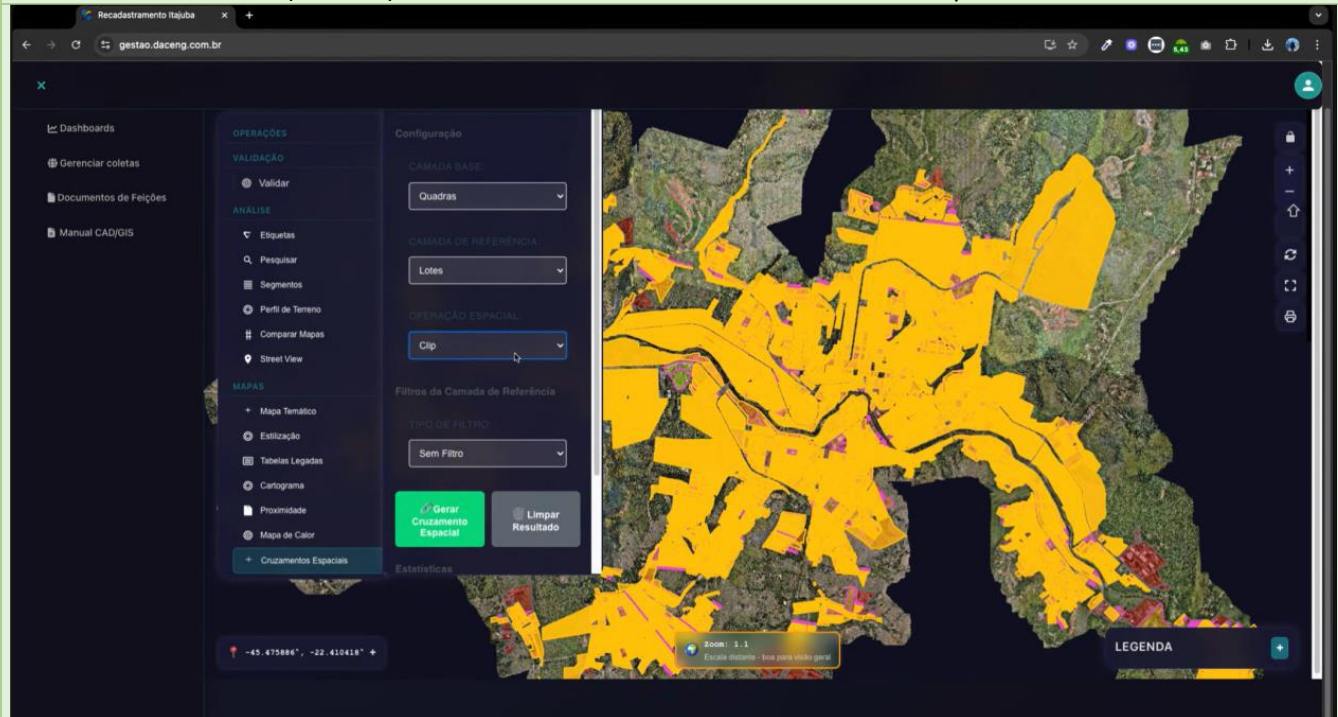 Recadastramento Itajuba
gestao.daceng.com.br
5,43
Dashboards
Gerenciar coletas
Documentos de Feições
Manual CAD/GIS
OPERAÇÕES
VALIDAÇÃO
Validar
ANÁLISE
Etiquetas
Pesquisar
Segmentos
Perfil de Terreno
Comparar Mapas
Street View
MAPAS
Mapa Temático
Estilização
Tabelas Legadas
Cartograma
Proximidade
Mapa de Calor
Cruzamentos Espaciais
Configuração
CAMADA BASE:
Quadras
CAMADA DE REFERÊNCIA:
Lotes
OPERAÇÃO ESPACIAL:
Clip
Filtros da Camada de Referência
TIPO DE FILTRO:
Sem Filtro
Gerar
Cruzamento
Espacial
Limpar
Resultado
Estatísticas
-45.475886°, -22.410418° +
Zoom: 1.1
Escala distante - boa para visão geral
LEGENDA